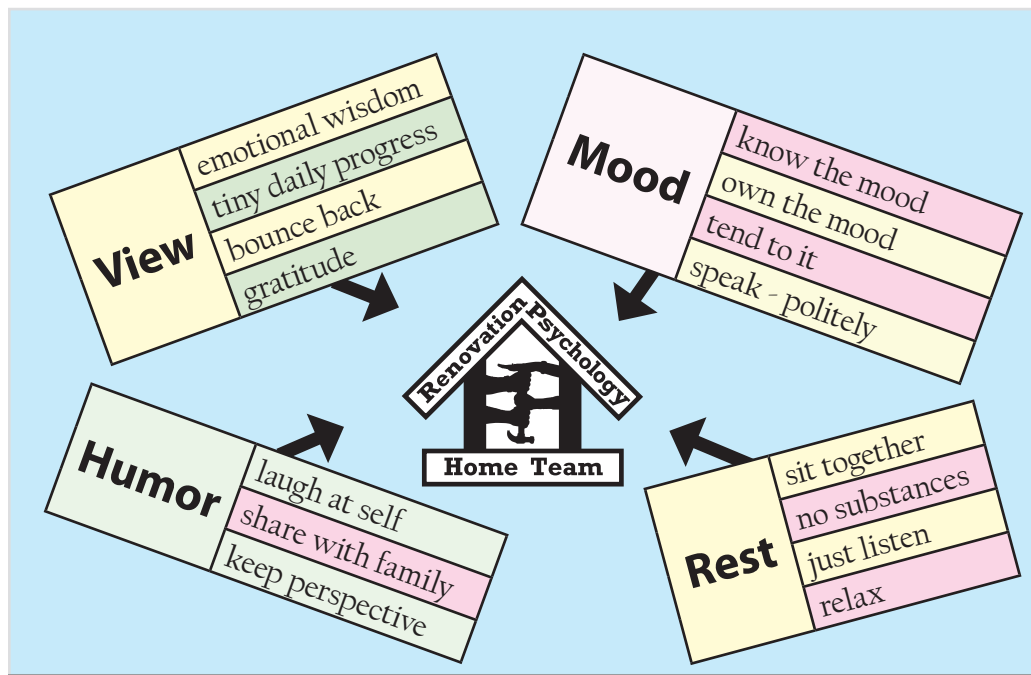 View
emotional wisdom
tiny daily progress
bounce back
gratitude
Mood
know the mood
own the mood
tend to it
speak - politely
Renovation Psychology
Home Team
Humor
laugh at self
share with family
keep perspective
Rest
sit together
no substances
just listen
relax